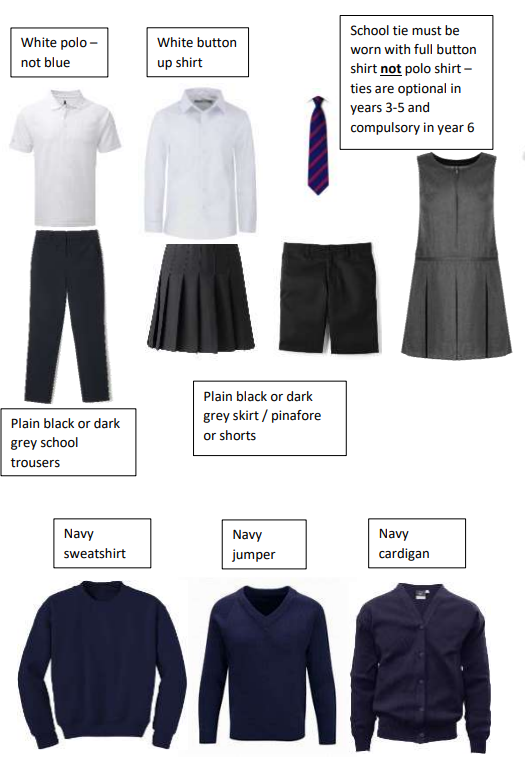 White polo –
not blue
White button
up shirt
School tie must be
worn with full button
shirt not polo shirt –
ties are optional in
years 3-5 and
compulsory in year 6
Plain black or dark
grey school
trousers
Plain black or dark
grey skirt / pinafore
or shorts
Navy
sweatshirt
Navy
jumper
Navy
cardigan